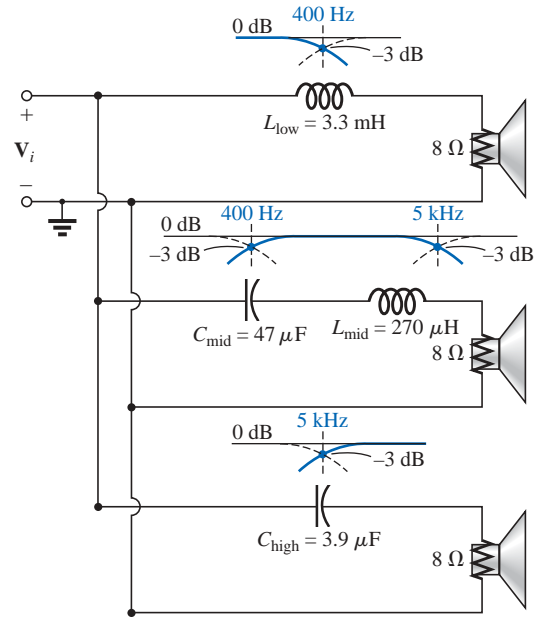 400 Hz
0 dB
−3 dB
+
V_i
−
L_low = 3.3 mH
8 Ω
400 Hz
5 kHz
0 dB
−3 dB
−3 dB
C_mid = 47 μF
L_mid = 270 μH
8 Ω
5 kHz
0 dB
−3 dB
C_high = 3.9 μF
8 Ω